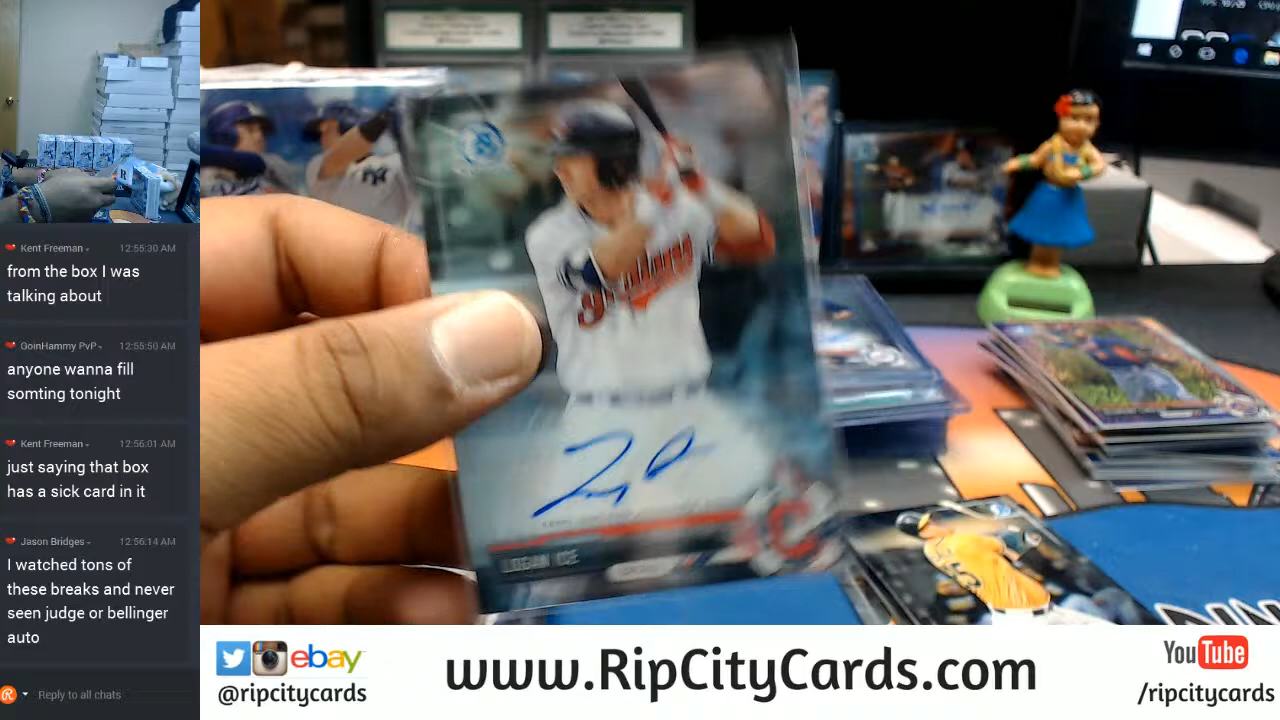 Kent Freeman 12:55:30 AM
from the box I was
talking about
GoinHammy PvP 12:55:50 AM
anyone wanna fill
somting tonight
Kent Freeman 12:56:01 AM
just saying that box
has a sick card in it
Jason Bridges 12:56:14 AM
I watched tons of
these breaks and never
seen judge or bellinger
auto
Reply to all chats
Indians
LOGAN ICE
ebay
@ripcitycards
www.RipCityCards.com
YouTube
/ripcitycards